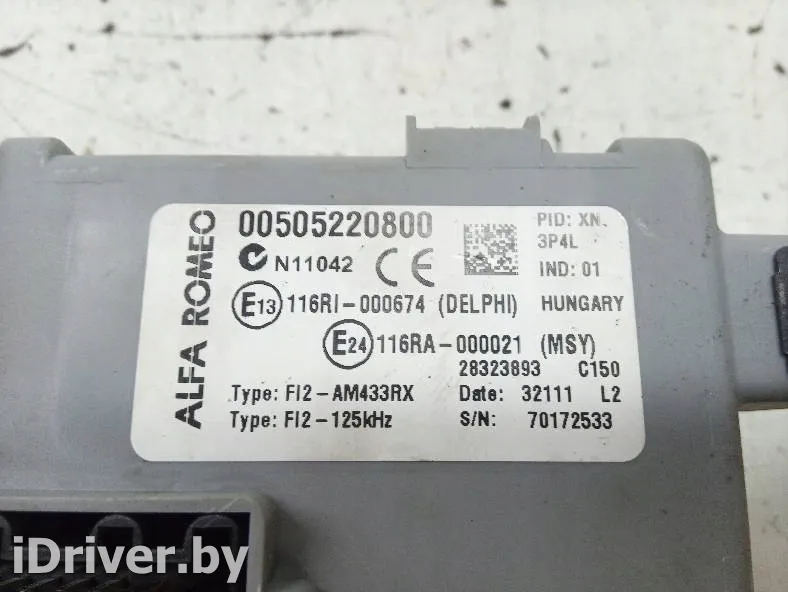 ALFA ROMEO
00505220800
PID: XN.
3P4L
N11042 CE
IND: 01
E13 116RI-000674 (DELPHI) HUNGARY
E24 116RA-000021 (MSY)
28323893 C150
Type: FI2-AM433RX Date: 32111 L2
Type: FI2-125kHz S/N: 70172533
iDriver.by